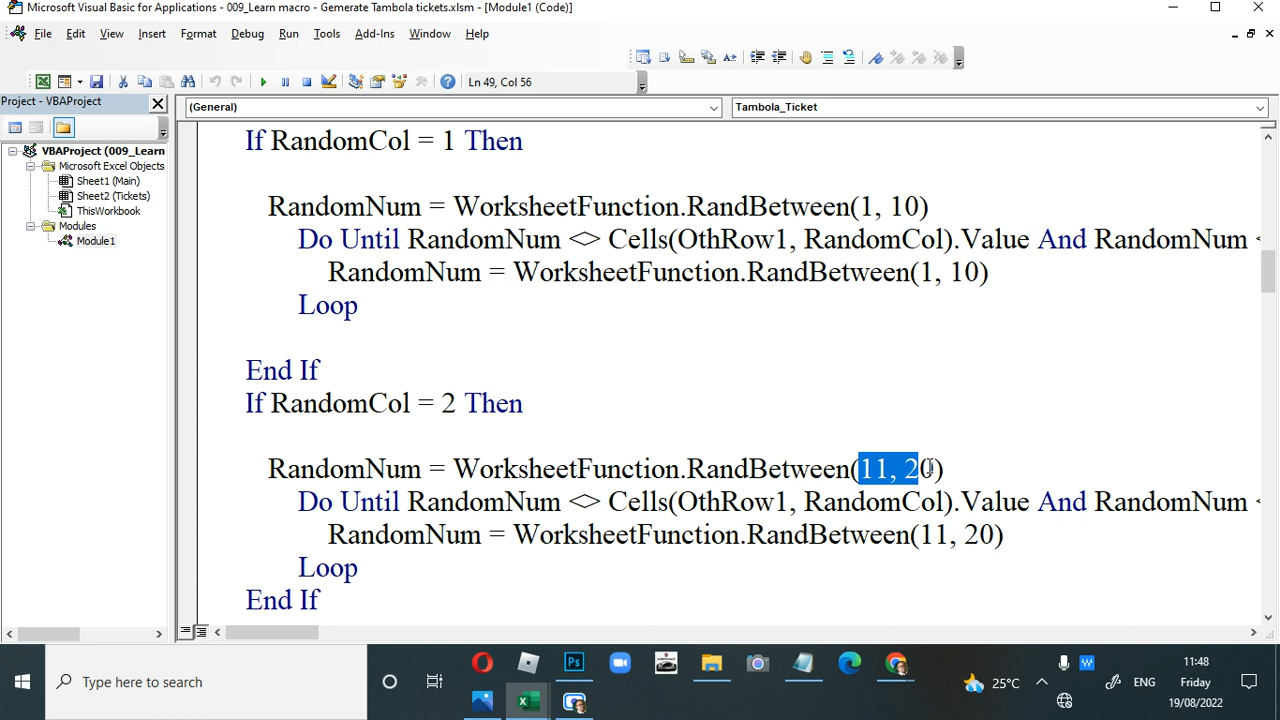 Microsoft Visual Basic for Applications - 009_Learn macro - Gemerate Tambola tickets.xlsm - [Module1 (Code)]
File Edit View Insert Format Debug Run Tools Add-Ins Window Help
Ln 49, Col 56
Project - VBAProject
(General)
Tambola_Ticket
VBAProject (009_Learn
Microsoft Excel Objects
Sheet1 (Main)
Sheet2 (Tickets)
ThisWorkbook
Modules
Module1
If RandomCol = 1 Then
RandomNum = WorksheetFunction.RandBetween(1, 10)
Do Until RandomNum <> Cells(OthRow1, RandomCol).Value And RandomNum <
RandomNum = WorksheetFunction.RandBetween(1, 10)
Loop
End If
If RandomCol = 2 Then
RandomNum = WorksheetFunction.RandBetween(11, 20)
Do Until RandomNum <> Cells(OthRow1, RandomCol).Value And RandomNum <
RandomNum = WorksheetFunction.RandBetween(11, 20)
Loop
End If
Type here to search
25°C
ENG
11:48
Friday
19/08/2022